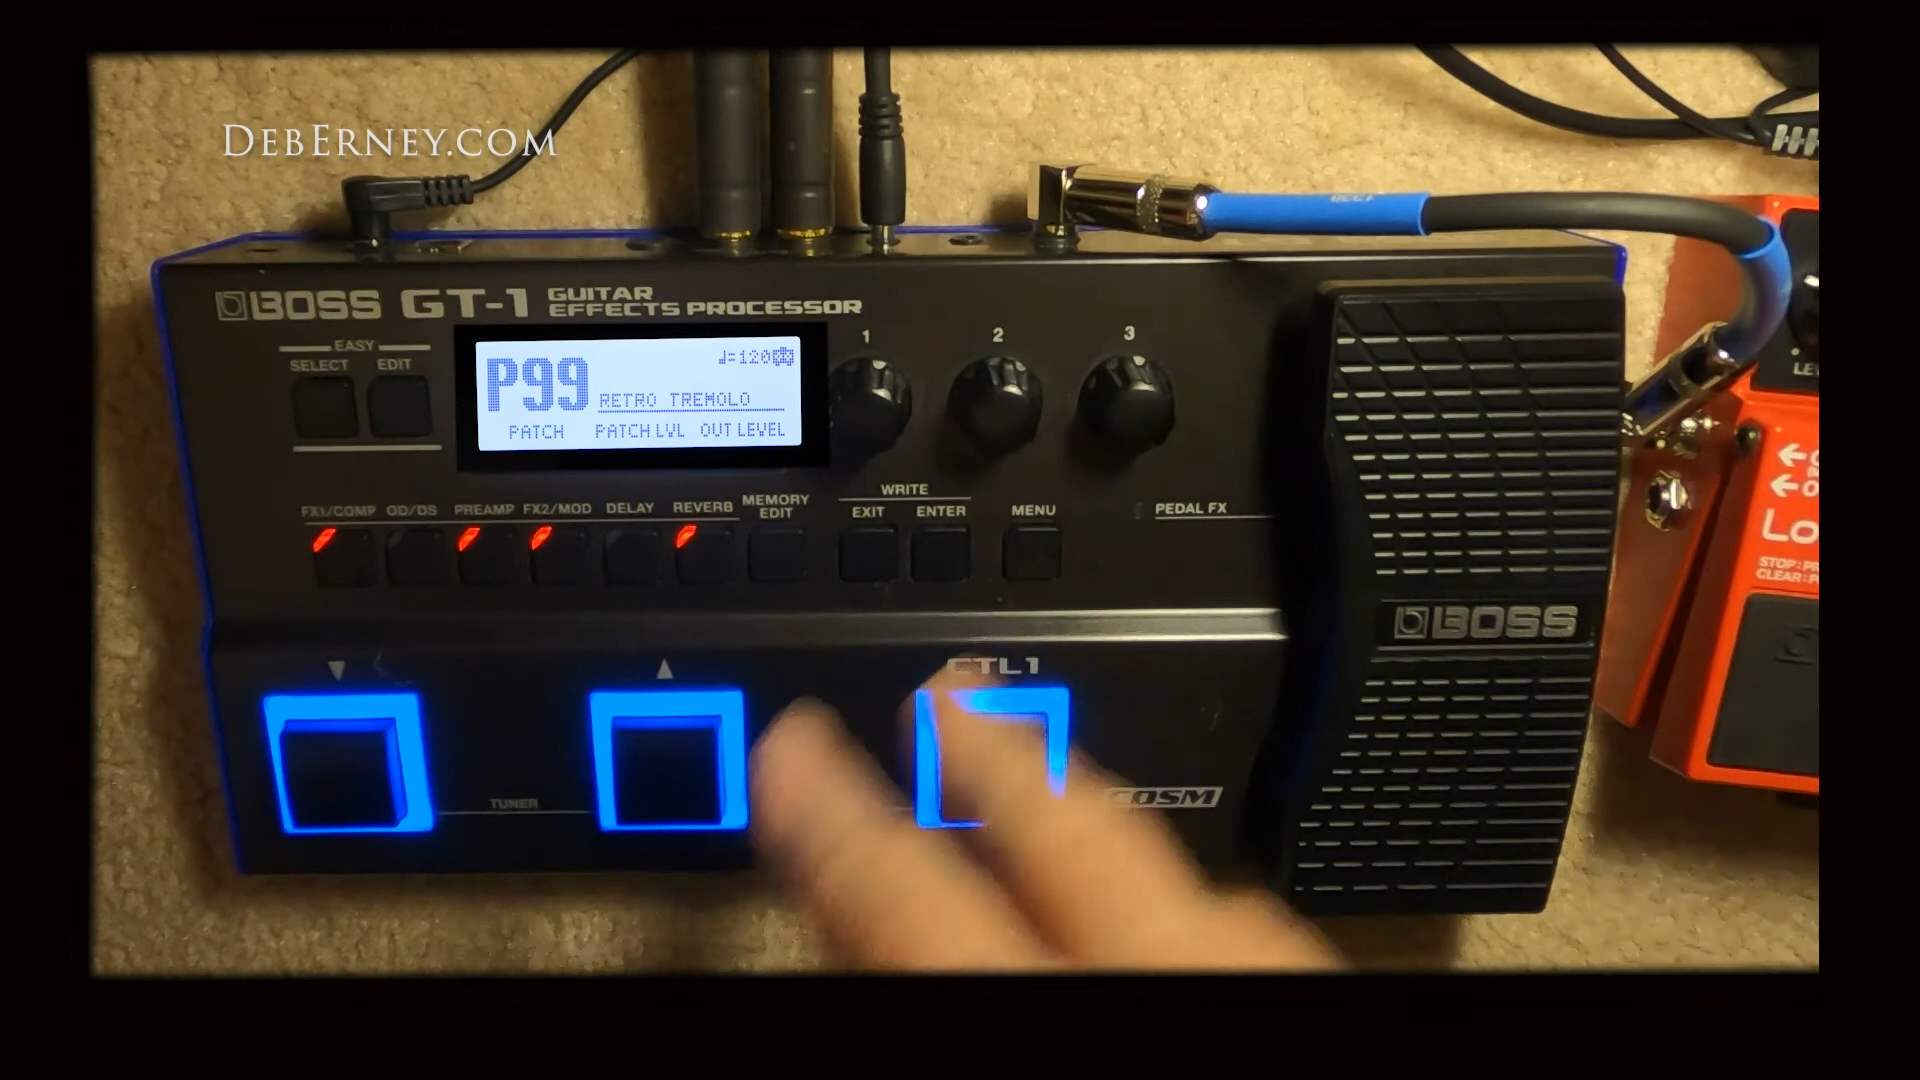 DEBERNEY.COM
BOSS GT-1 GUITAR EFFECTS PROCESSOR
EASY
SELECT EDIT
P99
♩=120
RETRO TREMOLO
PATCH PATCH LVL OUT LEVEL
1 2 3
FX1/COMP OD/DS PREAMP FX2/MOD DELAY REVERB MEMORY EDIT
WRITE
EXIT ENTER
MENU
PEDAL FX
BOSS
▼ ▲ CTL1
TUNER
COSM
STOP:P
CLEAR:P